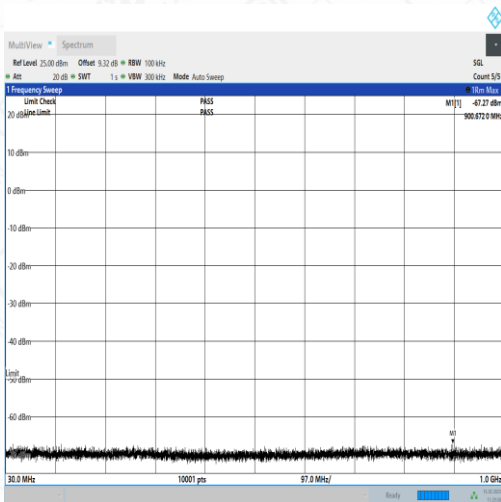 MultiView Spectrum
Ref Level 25.00 dBm Offset 9.32 dB RBW 100 kHz SGL
Att 20 dB SWT 1 s VBW 300 kHz Mode Auto Sweep Count 5/5
1 Frequency Sweep 1Rm Max
Limit Check PASS M1[1] -67.27 dBm
Line Limit PASS 900.6720 MHz
20 dBm
10 dBm
0 dBm
-10 dBm
-20 dBm
-30 dBm
-40 dBm
Limit
-50 dBm
-60 dBm
M1
30.0 MHz 10001 pts 97.0 MHz/ 1.0 GHz
Ready